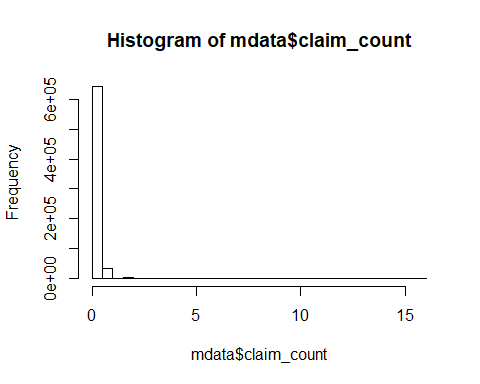 Histogram of mdata$claim_count
Frequency
6e+05
4e+05
2e+05
0e+00
0 5 10 15
mdata$claim_count